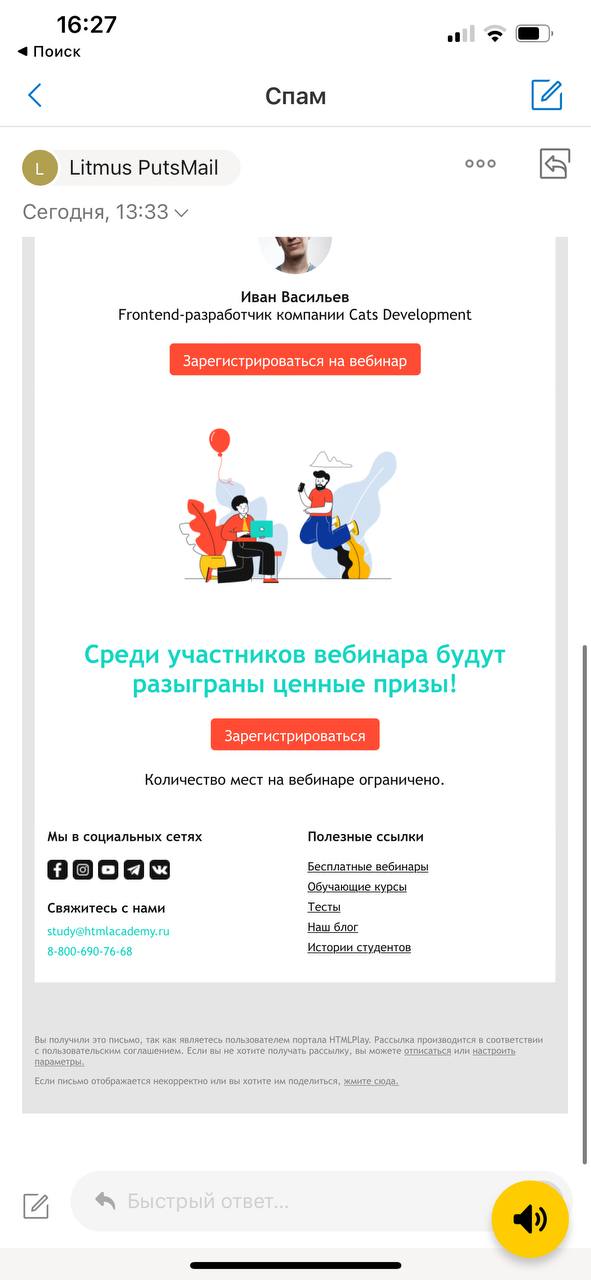 16:27
Поиск
Спам
L
Litmus PutsMail
Сегодня, 13:33
Иван Васильев
Frontend-разработчик компании Cats Development
Зарегистрироваться на вебинар
Среди участников вебинара будут
разыграны ценные призы!
Зарегистрироваться
Количество мест на вебинаре ограничено.
Мы в социальных сетях
Свяжитесь с нами
study@htmlacademy.ru
8-800-690-76-68
Полезные ссылки
Бесплатные вебинары
Обучающие курсы
Тесты
Наш блог
Истории студентов
Вы получили это письмо, так как являетесь пользователем портала HTMLPlay. Рассылка производится в соответствии
с пользовательским соглашением. Если вы не хотите получать рассылку, вы можете отписаться или настроить
параметры.
Если письмо отображается некорректно или вы хотите им поделиться, жмите сюда.
Быстрый ответ...